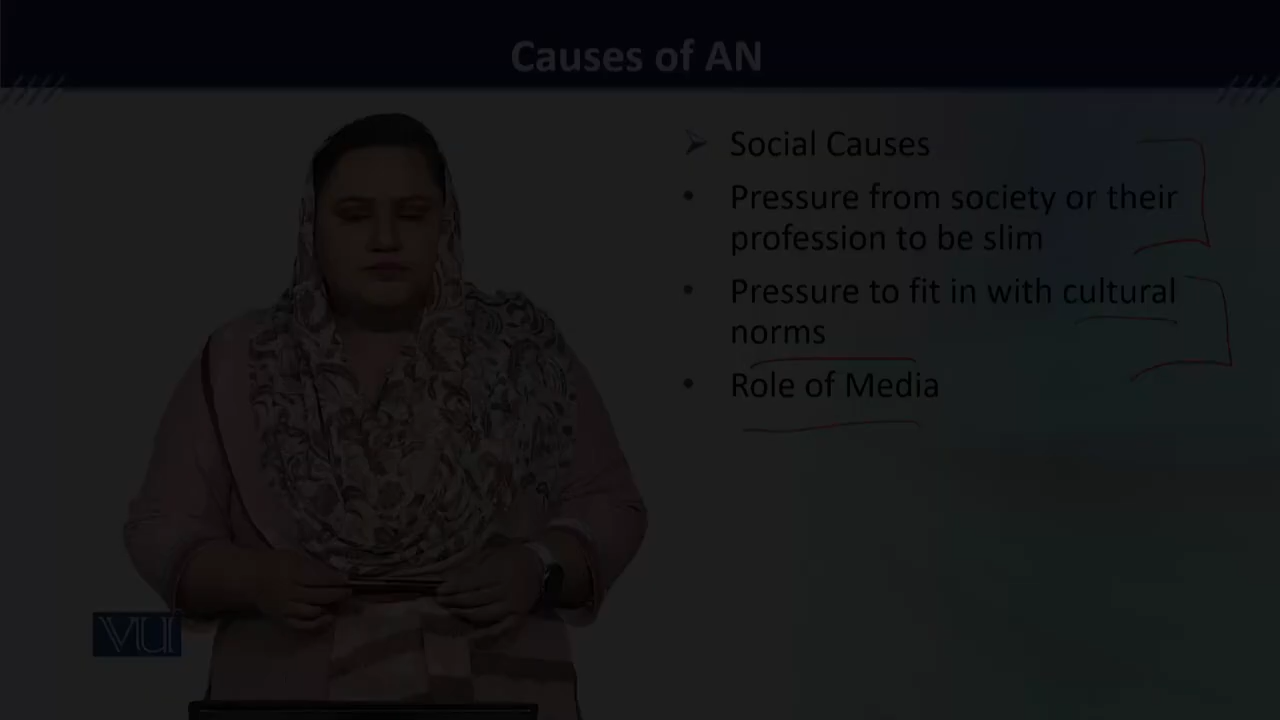 Causes of AN
Social Causes
Pressure from society or their
profession to be slim
Pressure to fit in with cultural
norms
Role of Media
VU